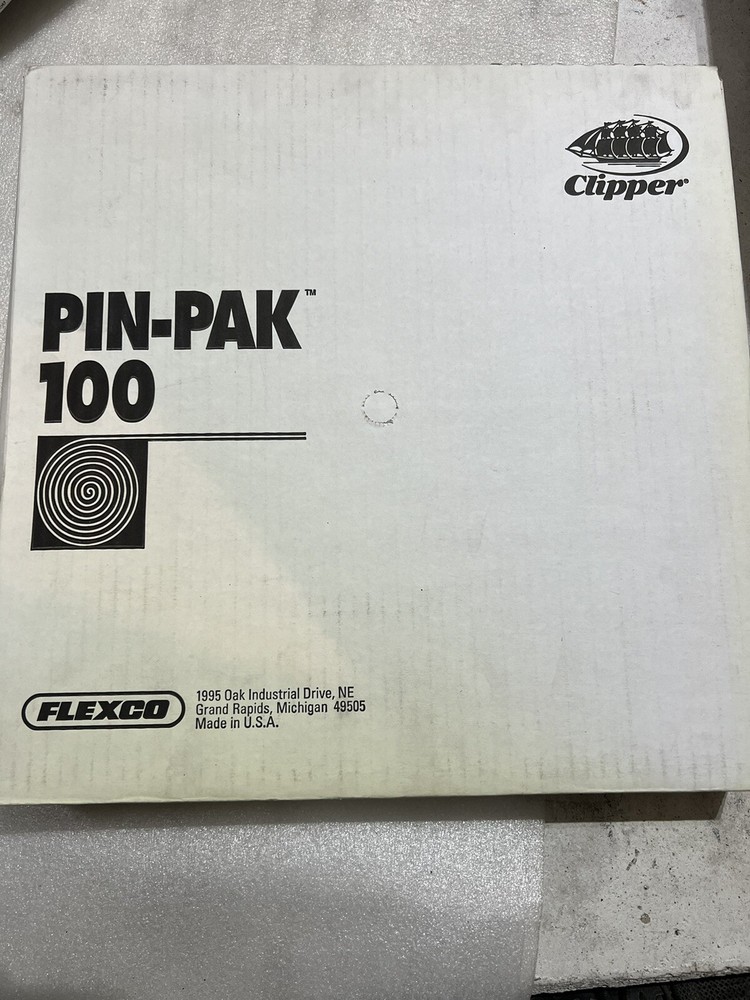 Clipper®
PIN-PAK™
100
FLEXCO
1995 Oak Industrial Drive, NE
Grand Rapids, Michigan 49505
Made in U.S.A.